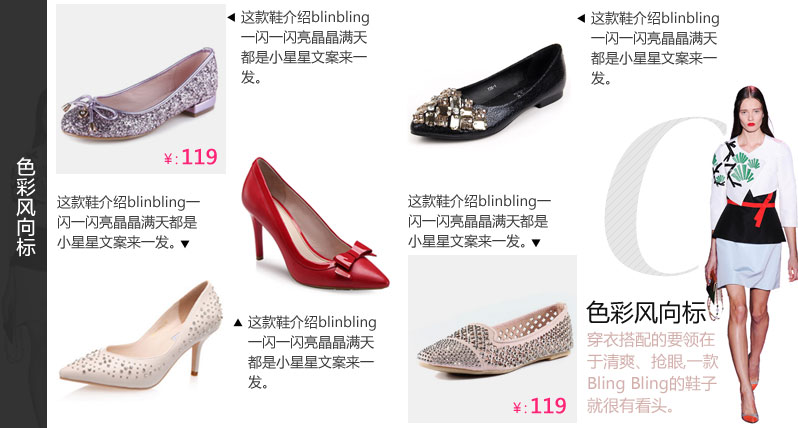 色彩风向标
这款鞋介绍blinbling
一闪一闪亮晶晶满天
都是小星星文案来一
发。
¥:119
这款鞋介绍blinbling一
闪一闪亮晶晶满天都是
小星星文案来一发。
这款鞋介绍blinbling
一闪一闪亮晶晶满天
都是小星星文案来一
发。
这款鞋介绍blinbling
一闪一闪亮晶晶满天
都是小星星文案来一
发。
这款鞋介绍blinbling一
闪一闪亮晶晶满天都是
小星星文案来一发。
¥:119
C
色彩风向标
穿衣搭配的要领在
于清爽、抢眼,一款
Bling Bling的鞋子
就很有看头。